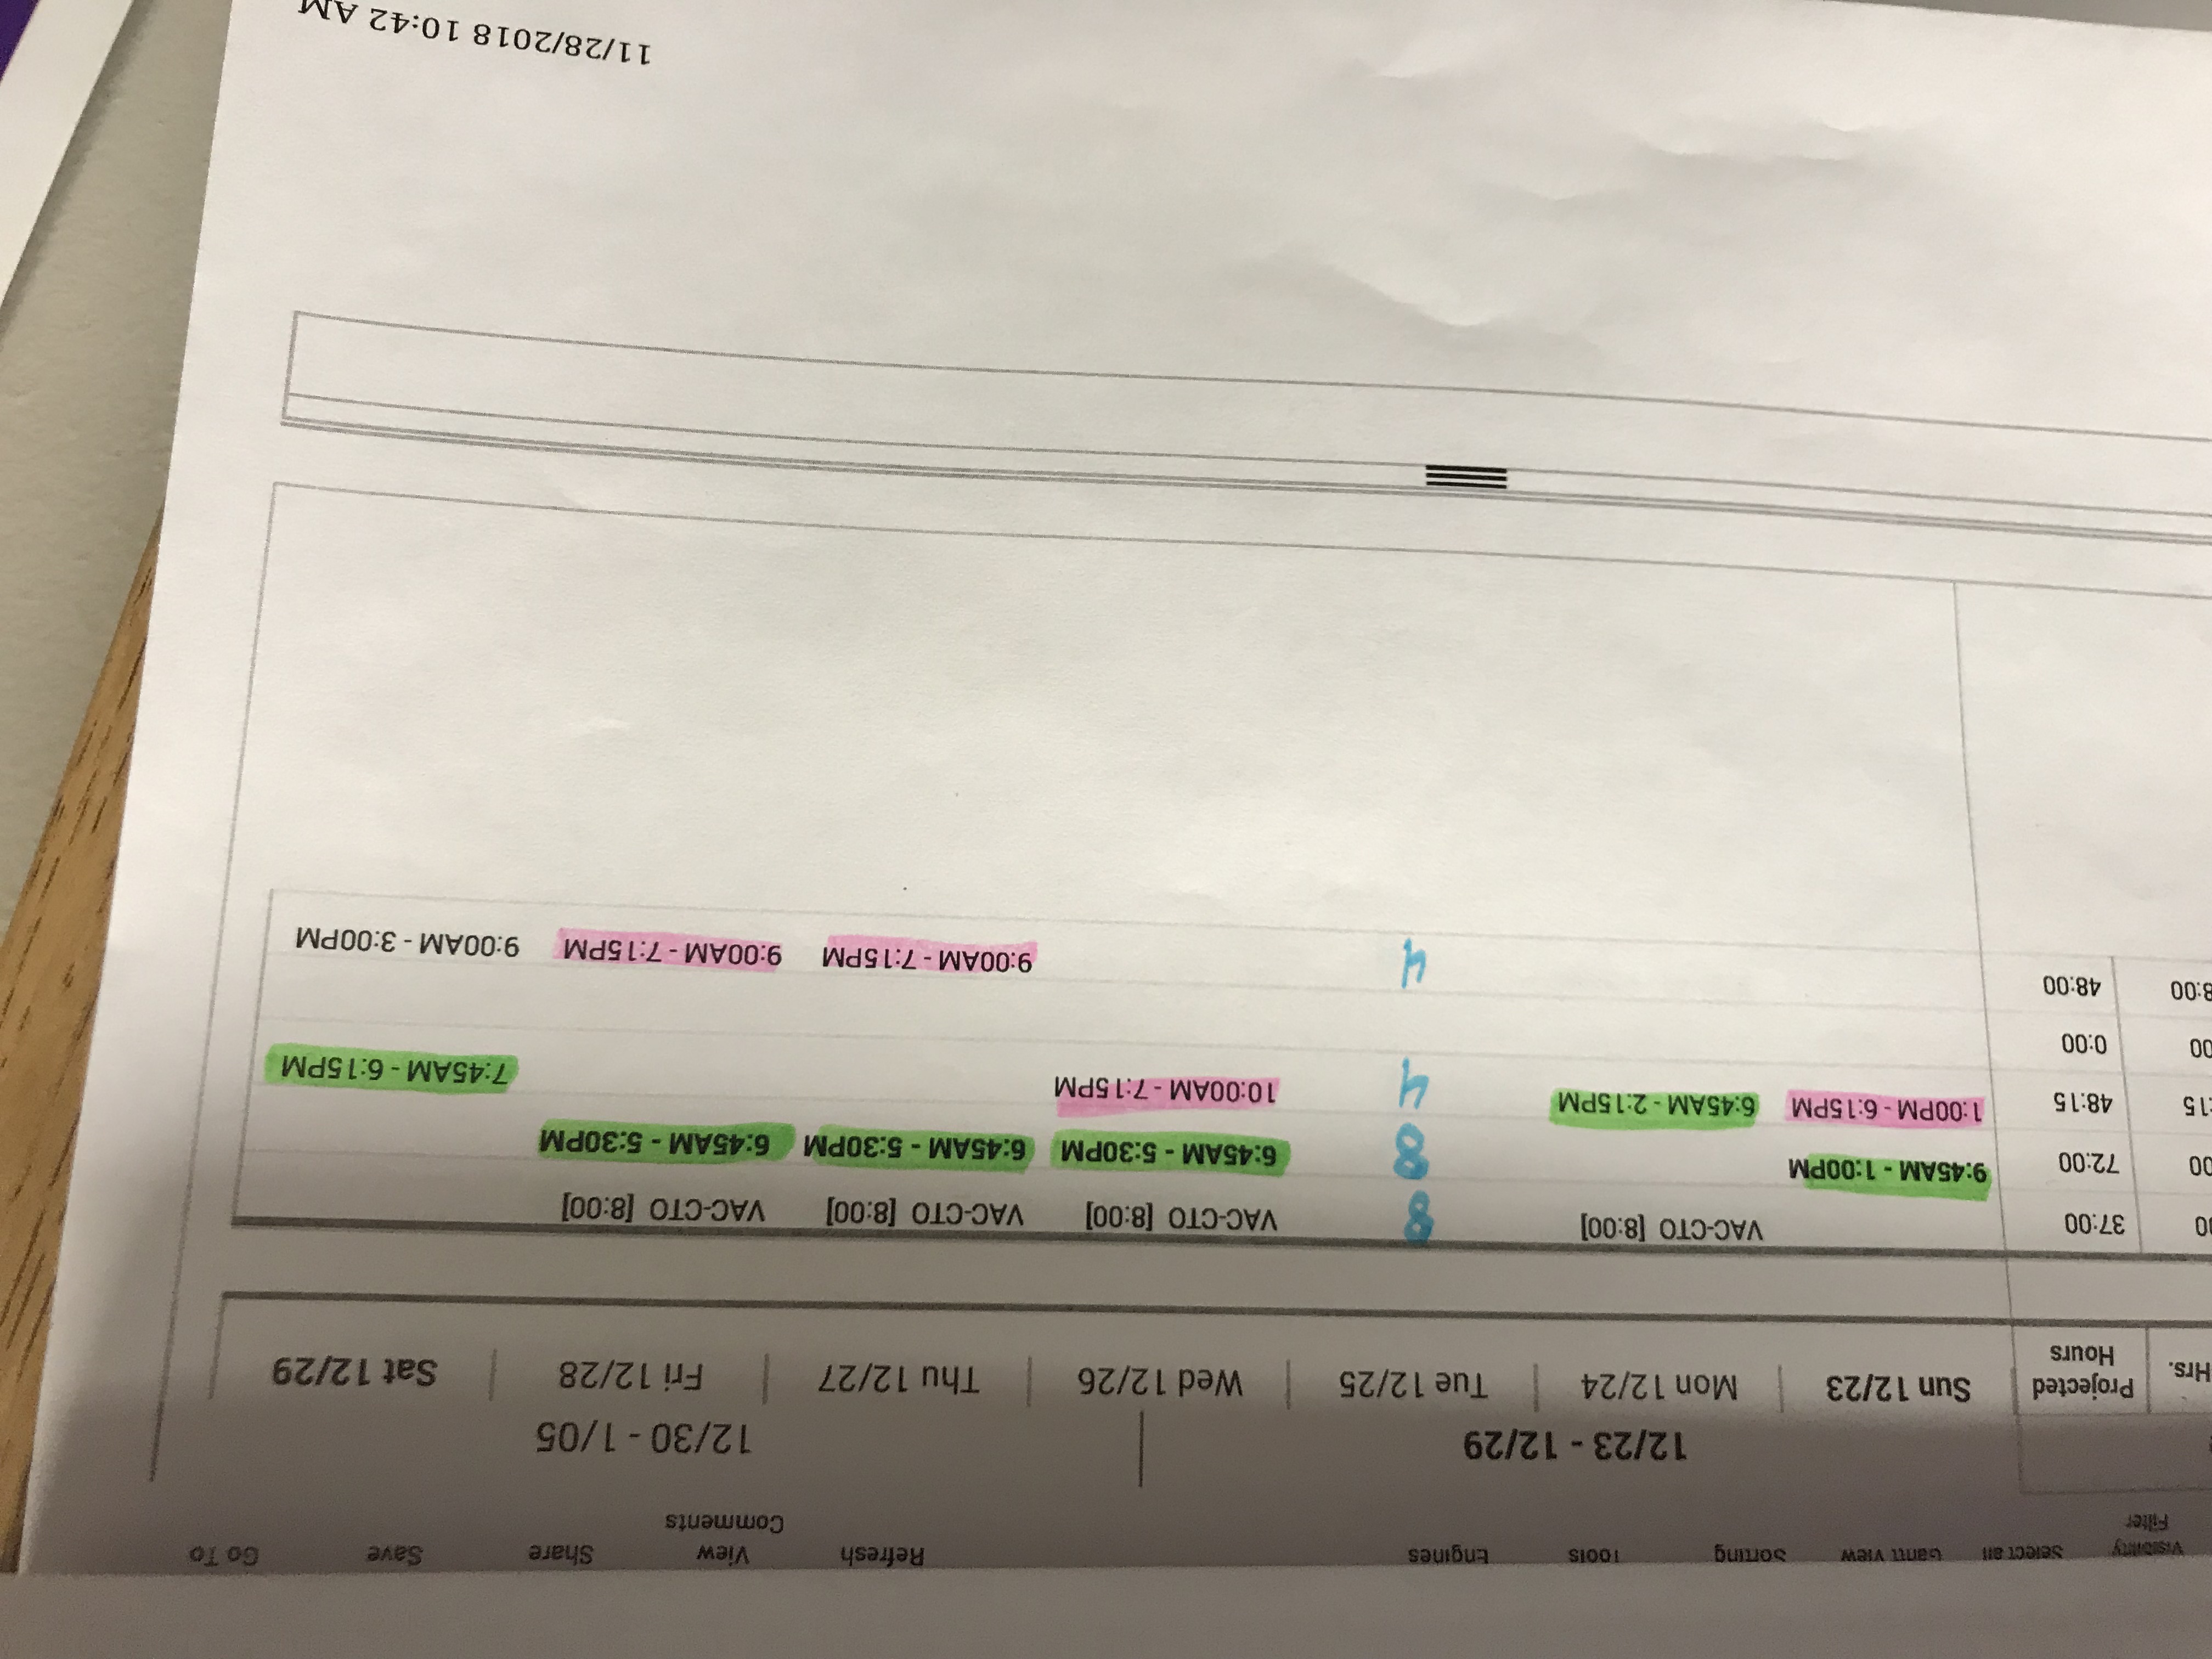 Visibility Select all Gantt View Sorting Tools Engines Refresh View Share Save Go To
Filter Comments
12/23 - 12/29 12/30 - 1/05
Hrs. Projected Hours Sun 12/23 Mon 12/24 Tue 12/25 Wed 12/26 Thu 12/27 Fri 12/28 Sat 12/29
00 37:00 VAC-CTO [8:00] 8 VAC-CTO [8:00] VAC-CTO [8:00] VAC-CTO [8:00]
00 72:00 9:45AM - 1:00PM 8 6:45AM - 5:30PM 6:45AM - 5:30PM 6:45AM - 5:30PM
:15 48:15 1:00PM - 6:15PM 6:45AM - 2:15PM 4 10:00AM - 7:15PM 7:45AM - 6:15PM
00 0:00
8:00 48:00 4 9:00AM - 7:15PM 9:00AM - 7:15PM 9:00AM - 3:00PM
11/28/2018 10:42 AM